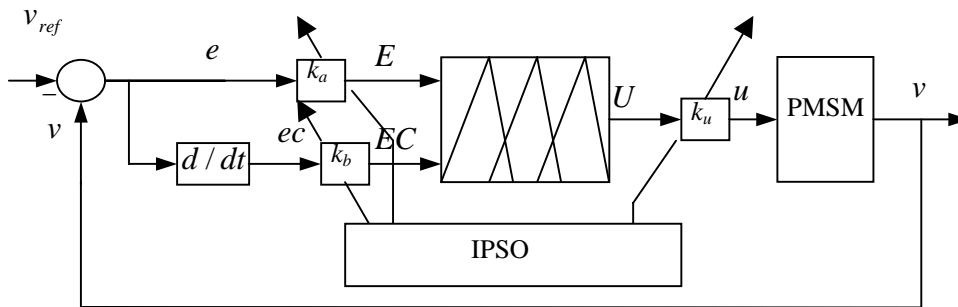 v_ref
e
k_a
E
−
v
ec
EC
d / dt
k_b
U
k_u
u
PMSM
v
IPSO